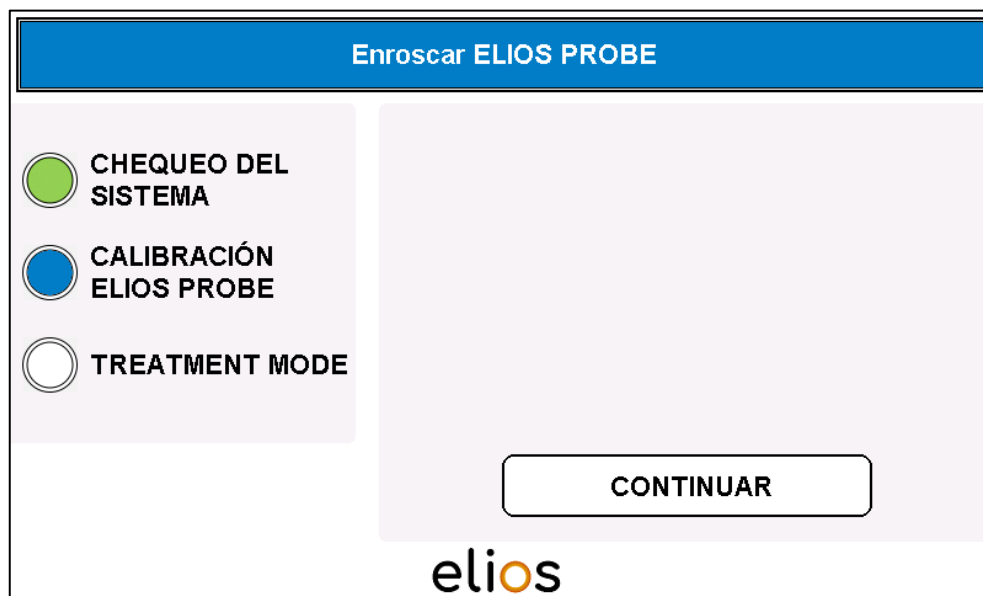 Enroscar ELIOS PROBE
CHEQUEO DEL
SISTEMA
CALIBRACIÓN
ELIOS PROBE
TREATMENT MODE
CONTINUAR
elios